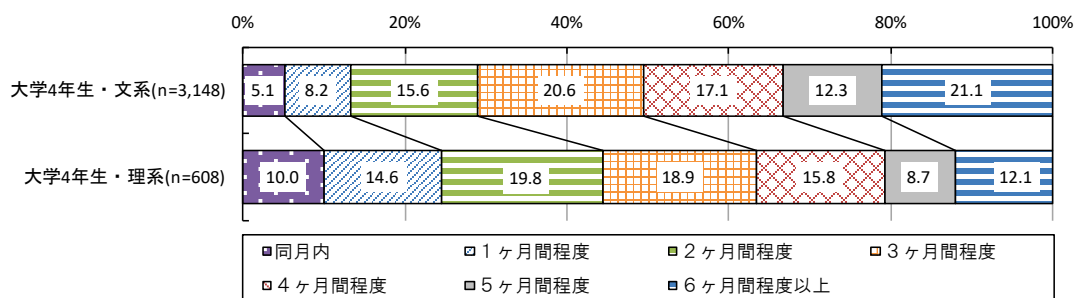 0% 20% 40% 60% 80% 100%
大学4年生・文系(n=3,148) 5.1 8.2 15.6 20.6 17.1 12.3 21.1
大学4年生・理系(n=608) 10.0 14.6 19.8 18.9 15.8 8.7 12.1
同月内 1ヶ月間程度 2ヶ月間程度 3ヶ月間程度
4ヶ月間程度 5ヶ月間程度 6ヶ月間程度以上